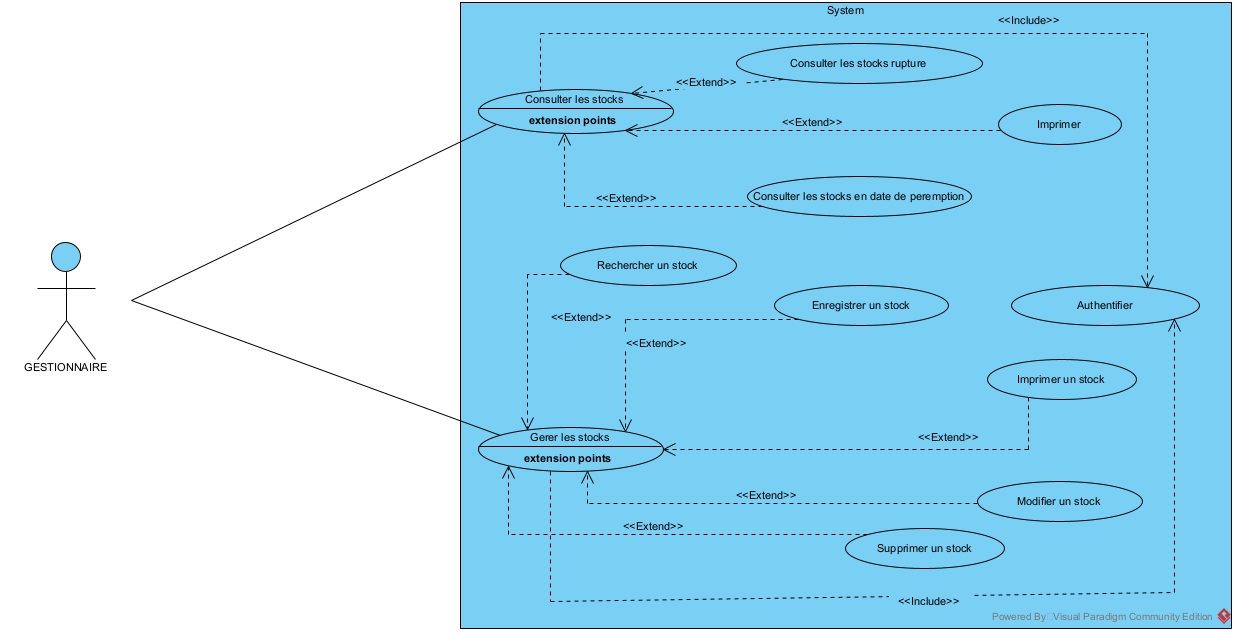 System
<<Include>>
Consulter les stocks rupture
<<Extend>>
Consulter les stocks
extension points
<<Extend>>
Imprimer
<<Extend>>
Consulter les stocks en date de peremption
Rechercher un stock
Enregistrer un stock
Authentifier
<<Extend>>
<<Extend>>
GESTIONNAIRE
Imprimer un stock
Gerer les stocks
<<Extend>>
extension points
<<Extend>>
Modifier un stock
<<Extend>>
Supprimer un stock
<<Include>>
Powered By Visual Paradigm Community Edition